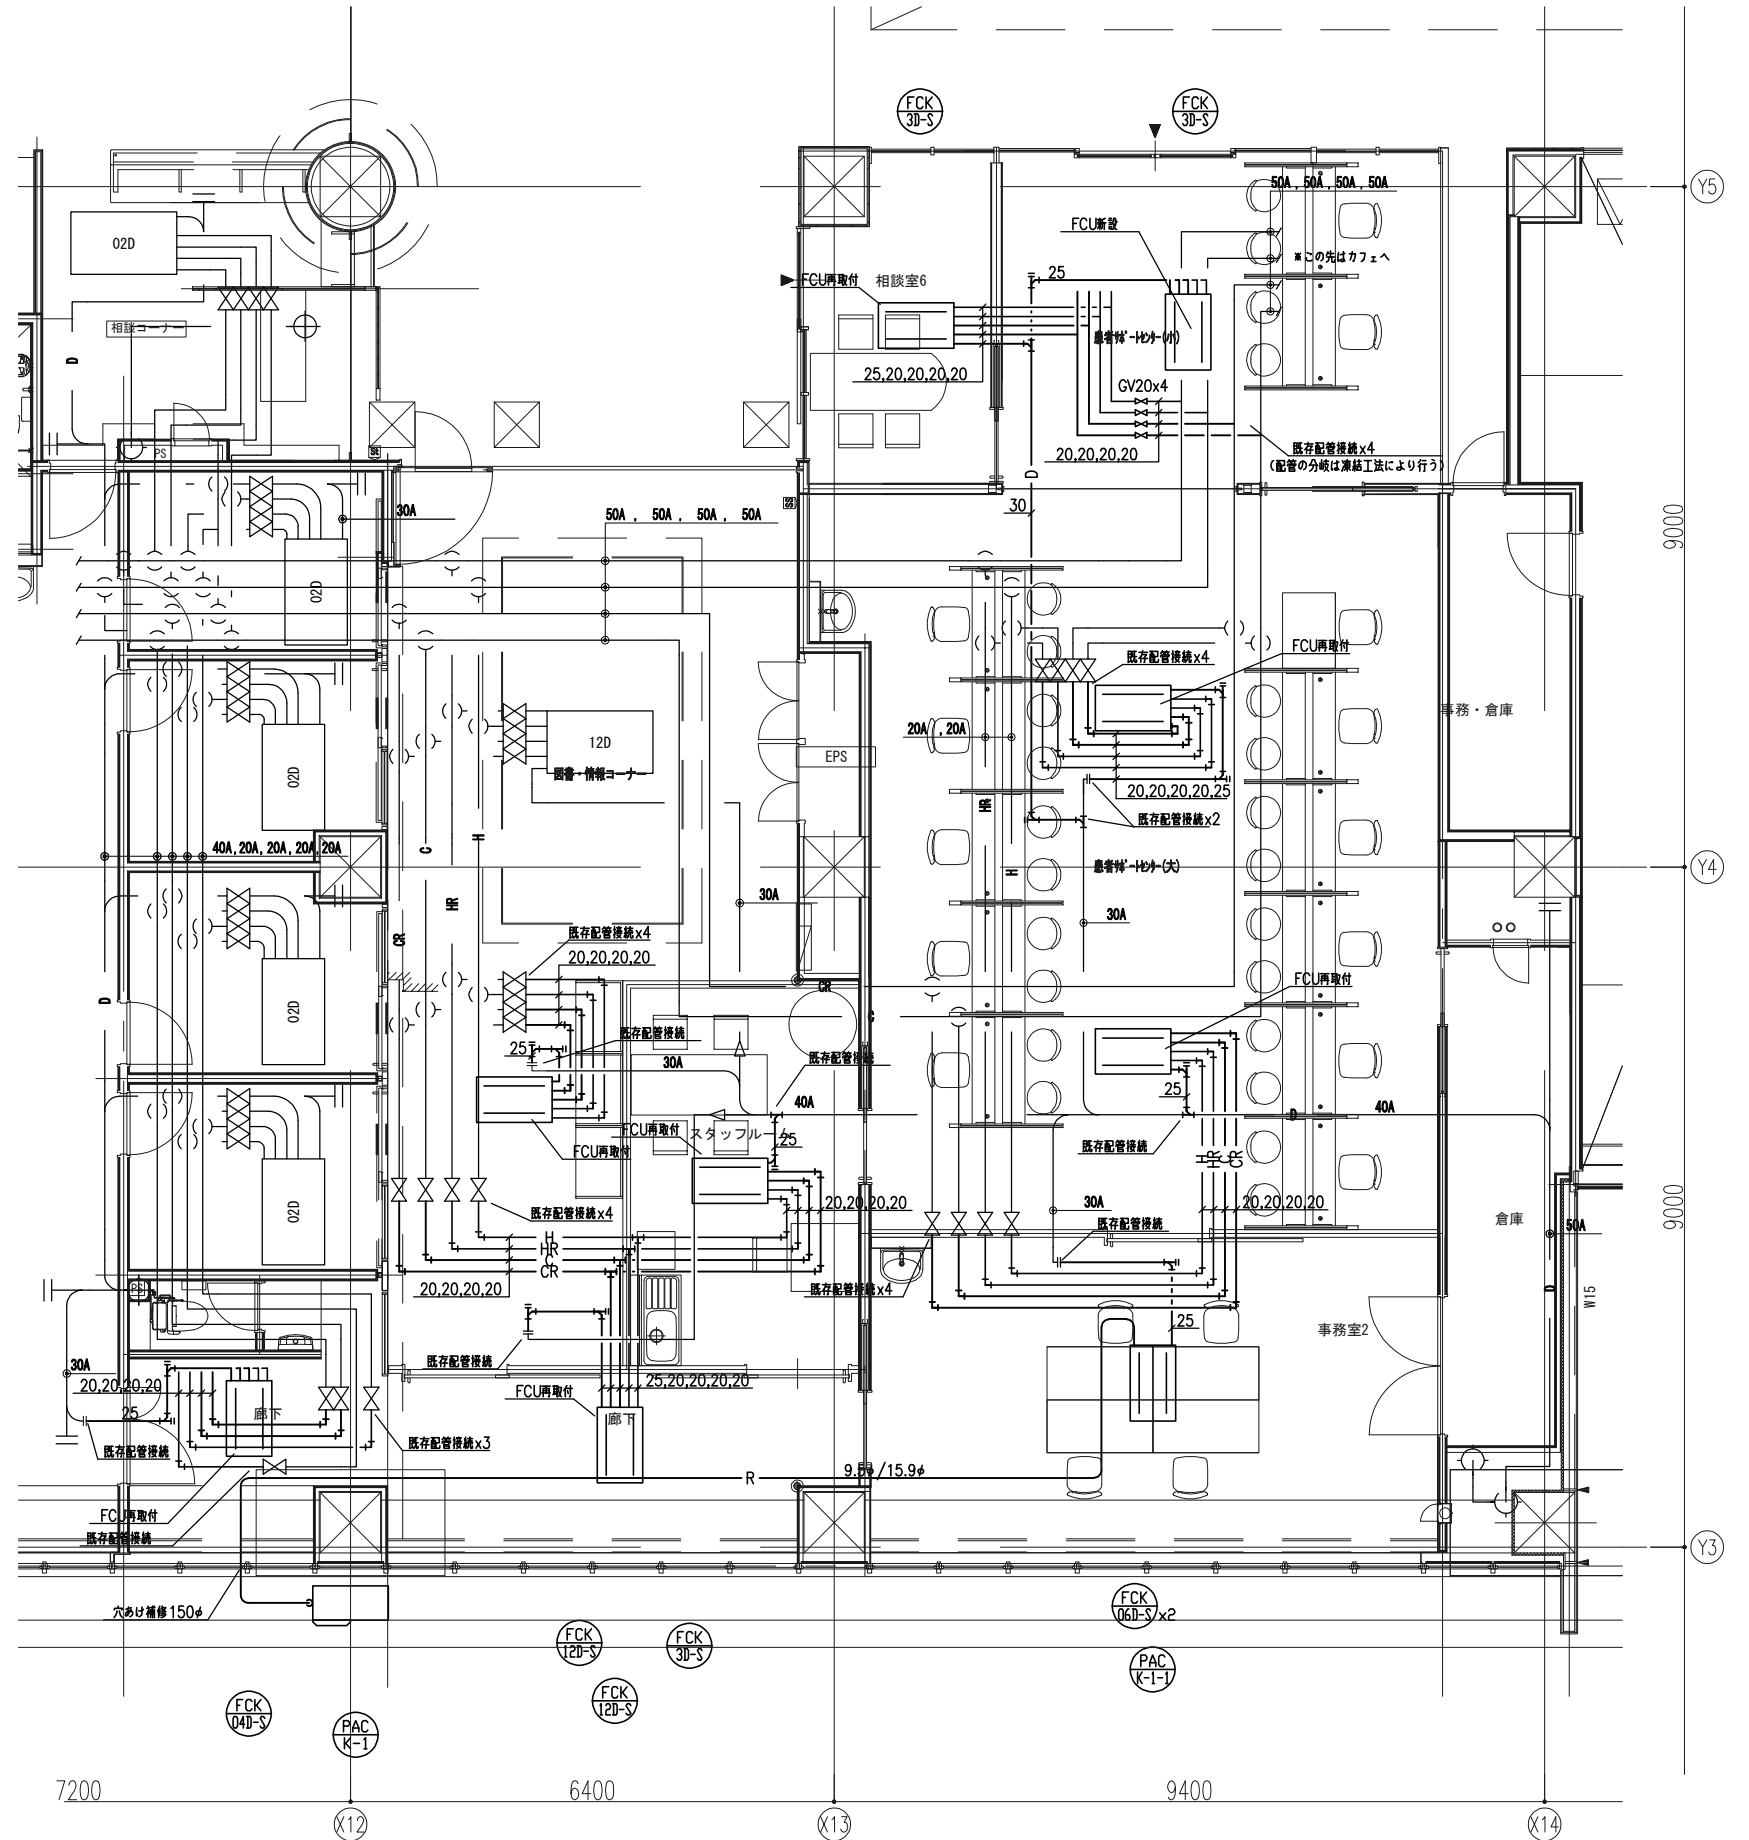 FCK
3D-S
FCK
3D-S
Y5
50A , 50A , 50A , 50A
FCU新設
02D
※この先はカフェへ
25
FCU再取付
相談室6
相談コーナー
患者サポートセンター(小)
D
25,20,20,20,20
GV20x4
既存配管接続x4
(配管の分岐は凍結工法により行う)
20,20,20,20
PS
SE
D
30
SS
30A
50A , 50A , 50A , 50A
9000
02D
FCU再取付
既存配管接続x4
事務・倉庫
20A , 20A
12D
図書・情報コーナー
EPS
02D
20,20,20,20,25
既存配管接続x2
HR
H
C
40A,20A,20A,20A,20A
患者サポートセンター(大)
H
Y4
HR
30A
30A
CR
既存配管接続x4
20,20,20,20
FCU再取付
CR
D
02D
C
既存配管接続
25
30A
既存配管接続
25
40A
40A
D
FCU再取付
スタッフルーム
25
FCU再取付
既存配管接続
H
HR
C
CR
02D
20,20,20,20
30A
20,20,20,20
既存配管接続x4
既存配管接続
倉庫
50A
9000
H
HR
C
CR
20,20,20,20
既存配管接続x4
PS
D
W15
25
事務室2
既存配管接続
30A
20,20,20,20
25,20,20,20,20
FCU再取付
25
廊下
廊下
既存配管接続
既存配管接続x3
R
9.5φ/15.9φ
FCU再取付
既存配管接続
Y3
穴あけ補修150φ
FCK
06D-S x2
FCK
12D-S
FCK
3D-S
PAC
K-1-1
FCK
12D-S
FCK
04D-S
PAC
K-1
7200
6400
9400
X12
X13
X14